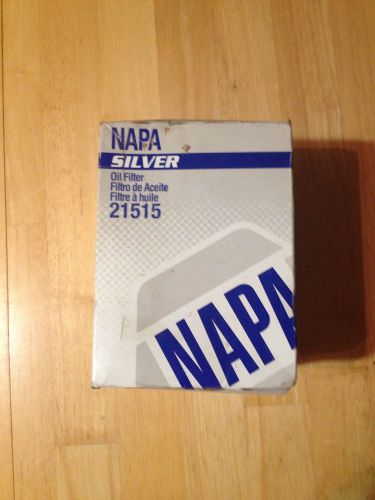 NAPA
SILVER
Oil Filter
Filtro de Aceite
Filtre à huile
21515
NAPA